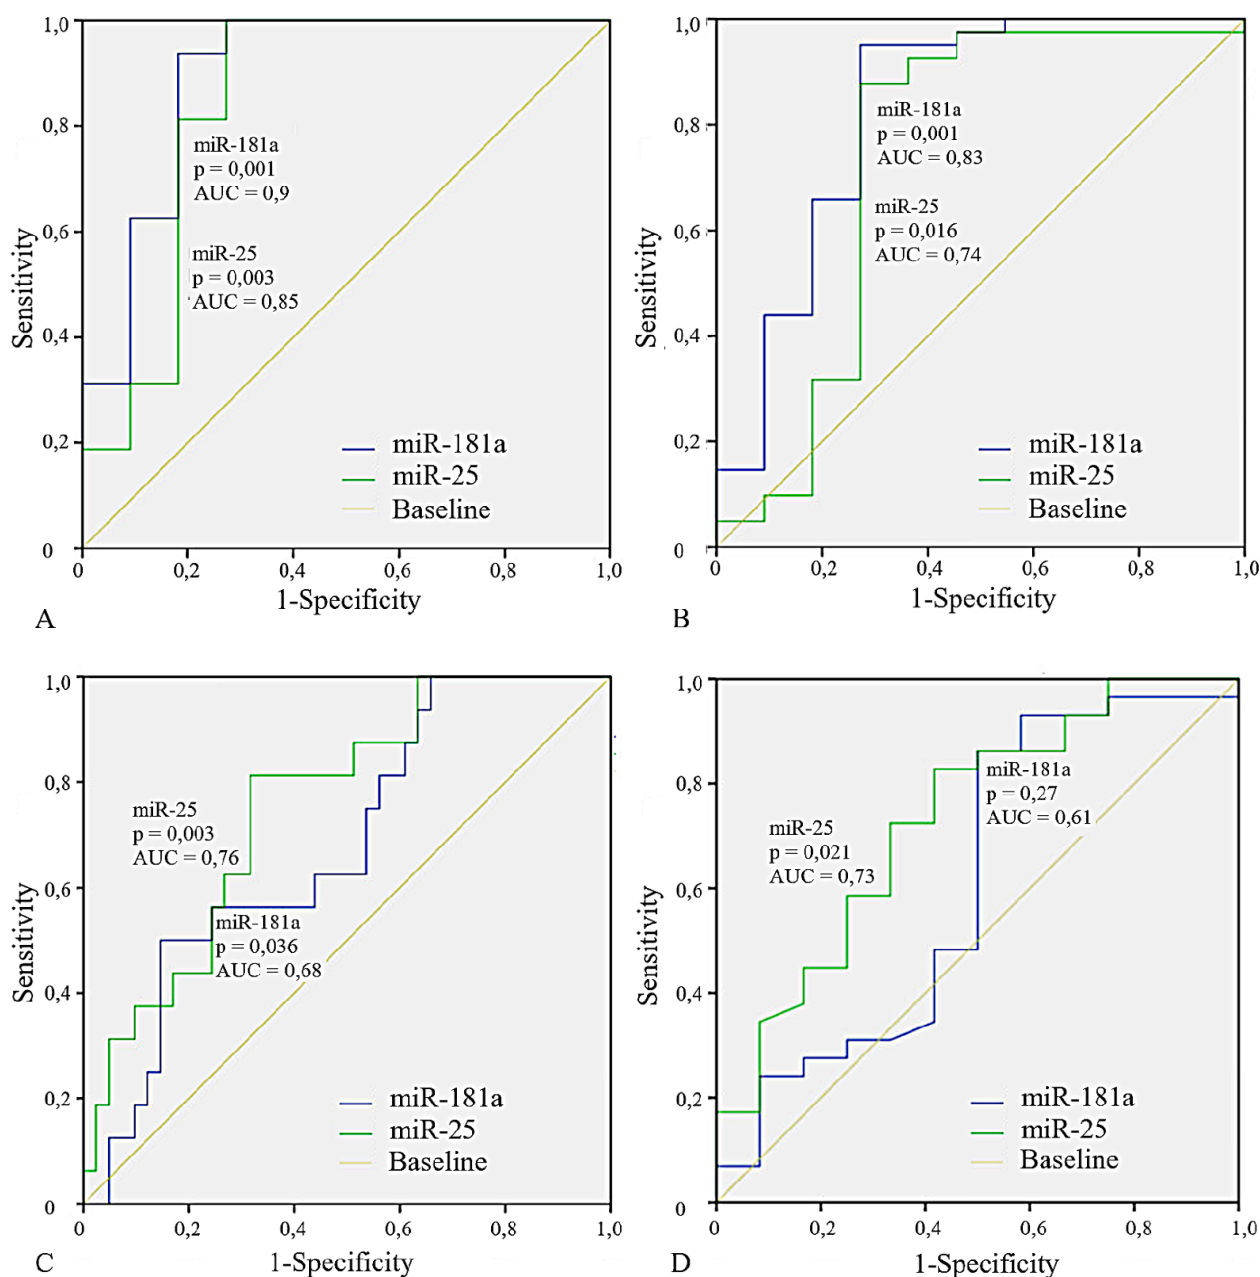 1,0
0,8
0,6
0,4
0,2
0
Sensitivity
miR-181a
p = 0,001
AUC = 0,9
miR-25
p = 0,003
AUC = 0,85
miR-181a
miR-25
Baseline
0 0,2 0,4 0,6 0,8 1,0
1-Specificity
A
1,0
0,8
0,6
0,4
0,2
0
Sensitivity
miR-181a
p = 0,001
AUC = 0,83
miR-25
p = 0,016
AUC = 0,74
miR-181a
miR-25
Baseline
0 0,2 0,4 0,6 0,8 1,0
1-Specificity
B
1,0
0,8
0,6
0,4
0,2
0
Sensitivity
miR-25
p = 0,003
AUC = 0,76
miR-181a
p = 0,036
AUC = 0,68
miR-181a
miR-25
Baseline
0 0,2 0,4 0,6 0,8 1,0
1-Specificity
C
1,0
0,8
0,6
0,4
0,2
0
Sensitivity
miR-181a
p = 0,27
AUC = 0,61
miR-25
p = 0,021
AUC = 0,73
miR-181a
miR-25
Baseline
0 0,2 0,4 0,6 0,8 1,0
1-Specificity
D